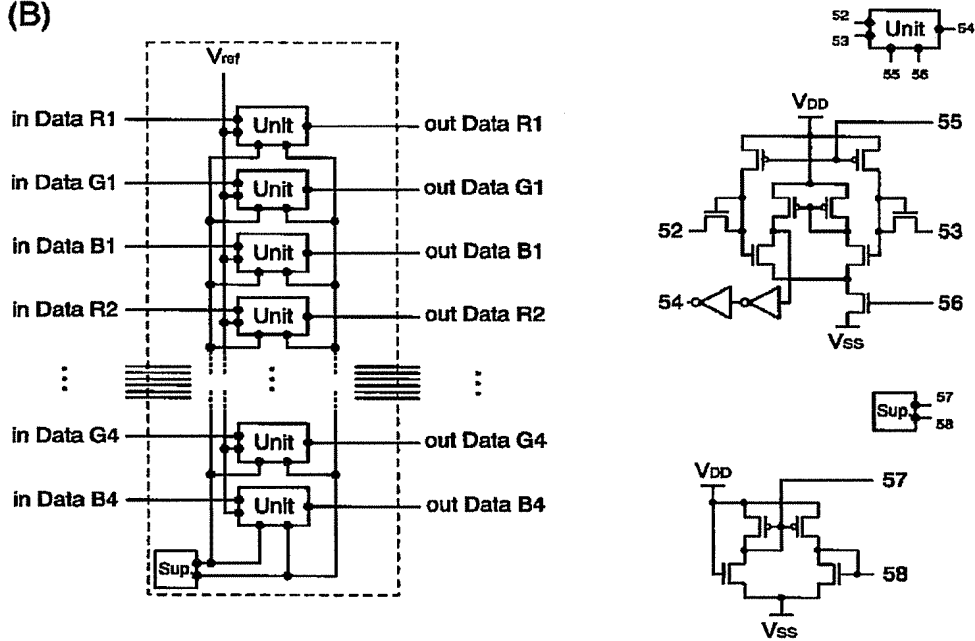 (B)
Vref
in Data R1 Unit out Data R1
in Data G1 Unit out Data G1
in Data B1 Unit out Data B1
in Data R2 Unit out Data R2
in Data G4 Unit out Data G4
in Data B4 Unit out Data B4
Sup.
52 Unit 54
53
55 56
VDD
55
52 53
54 56
VSS
Sup. 57
58
VDD
57
58
VSS